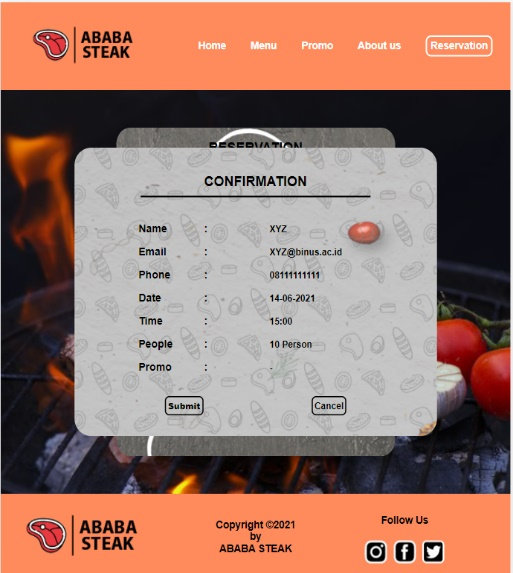 ABABA
STEAK
Home Menu Promo About us Reservation
RESERVATION
CONFIRMATION
Name : XYZ
Email : XYZ@binus.ac.id
Phone : 08111111111
Date : 14-06-2021
Time : 15:00
People : 10 Person
Promo : -
Submit Cancel
ABABA
STEAK
Copyright ©2021
by
ABABA STEAK
Follow Us